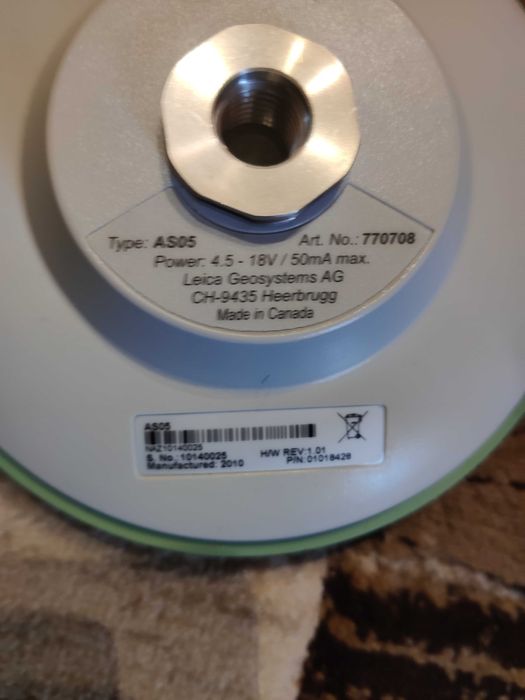 Type: AS05 Art. No.: 770708
Power: 4.5 - 18V / 50mA max.
Leica Geosystems AG
CH-9435 Heerbrugg
Made in Canada
AS05
NAZ10140025
S. No.: 10140025 H/W REV:1.01
Manufactured: 2010 P/N:01018426